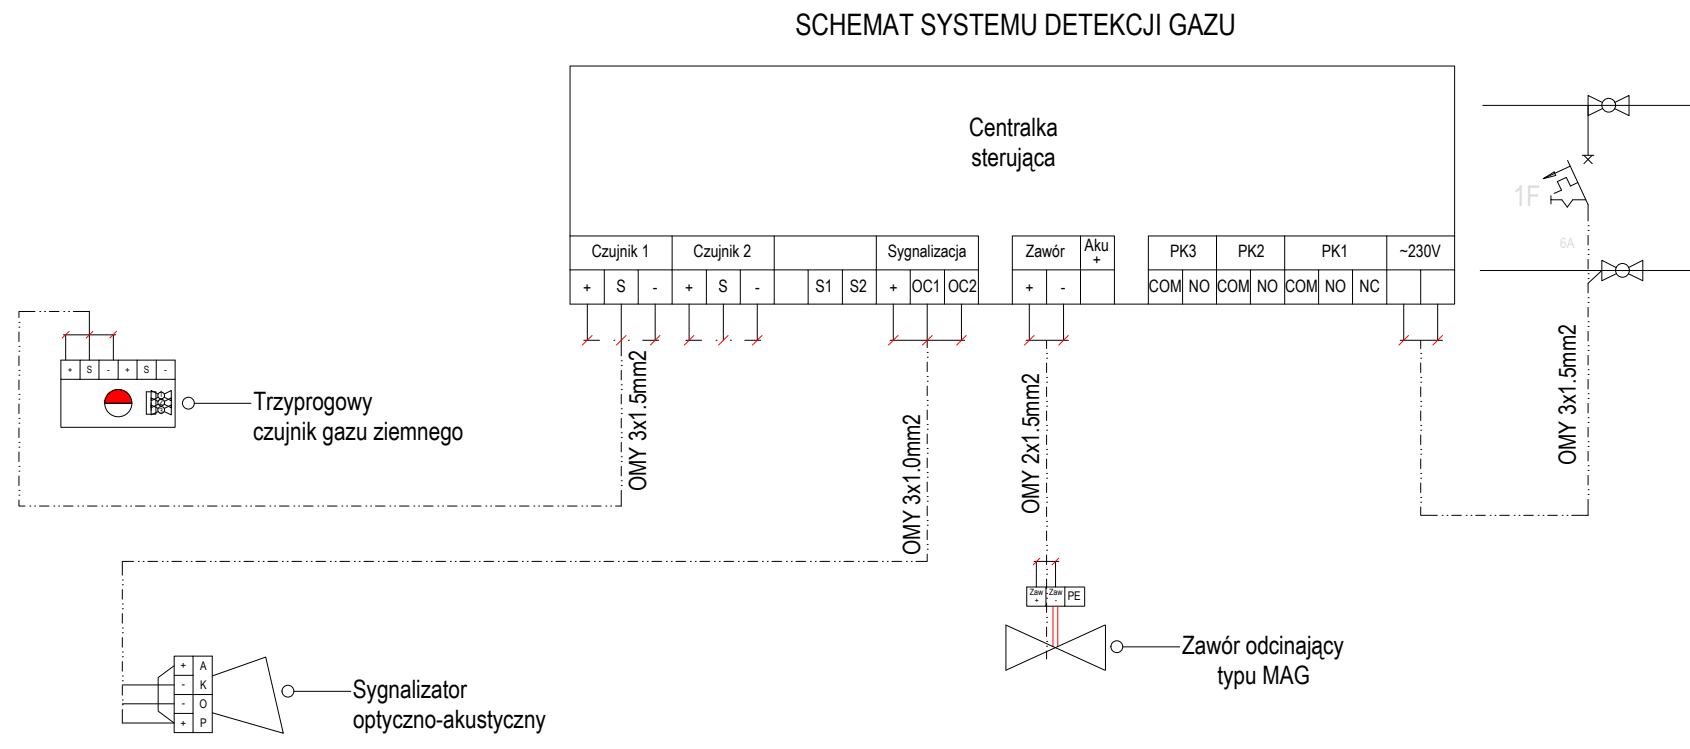 SCHEMAT SYSTEMU DETEKCJI GAZU
Centralka
sterująca
1F
6A
Czujnik 1 Czujnik 2 Sygnalizacja Zawór Aku + PK3 PK2 PK1 ~230V
+ S - + S - S1 S2 + OC1 OC2 + - COM NO COM NO COM NO NC
+ S - + S -
Trzyprogowy
czujnik gazu ziemnego
OMY 3x1.5mm2
OMY 3x1.0mm2
OMY 2x1.5mm2
OMY 3x1.5mm2
Zaw + Zaw - PE
Zawór odcinający
typu MAG
+ A
- K
- O
+ P
Sygnalizator
optyczno-akustyczny